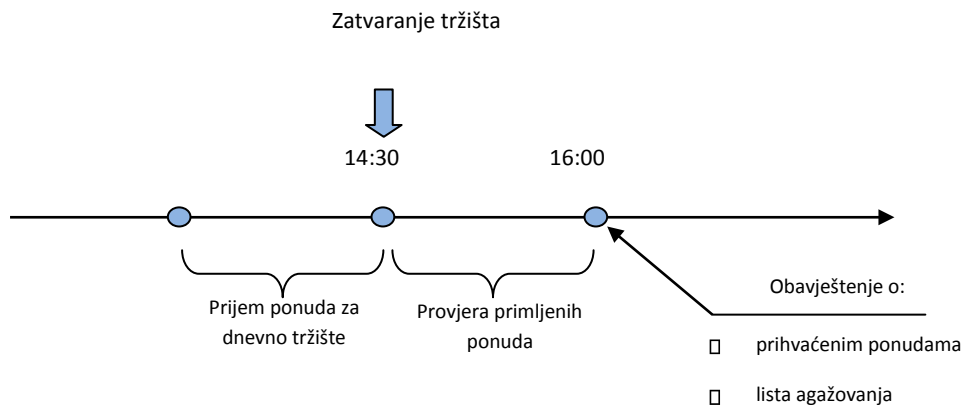 Zatvaranje tržišta
14:30
16:00
Prijem ponuda za
dnevno tržište
Provjera primljenih
ponuda
Obavještenje o:
prihvaćenim ponudama
lista agažovanja